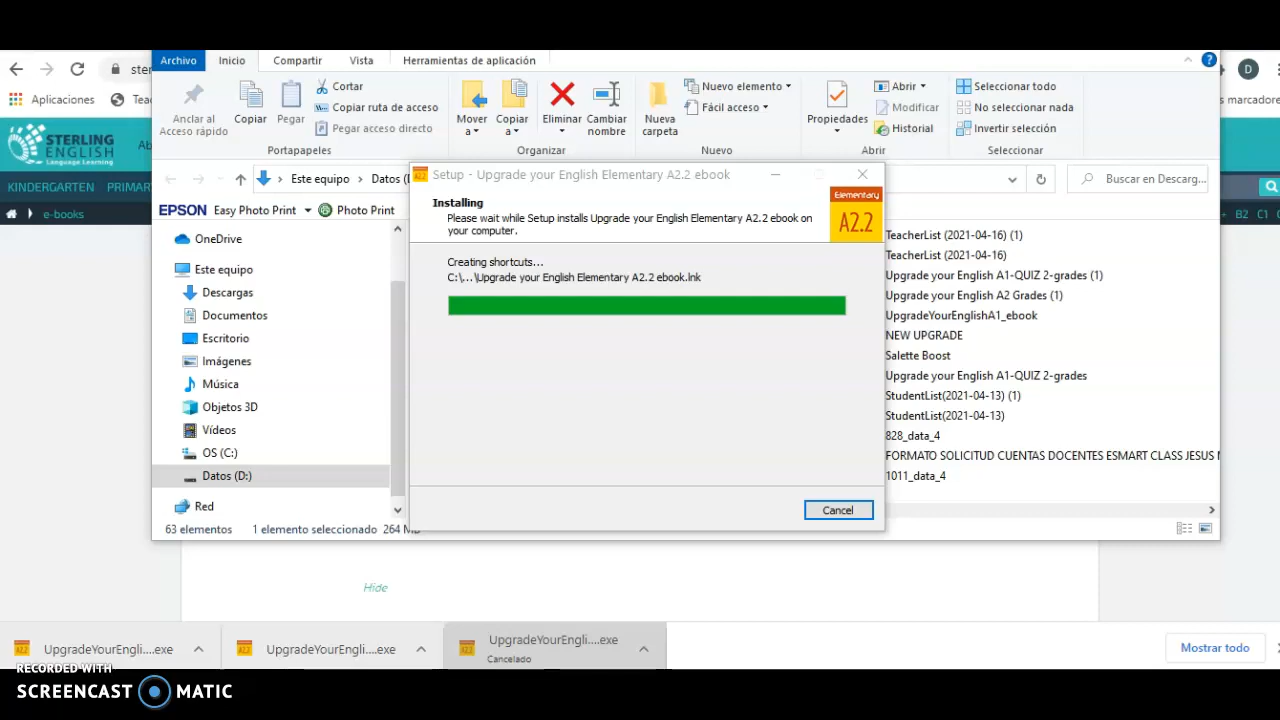 Archivo Inicio Compartir Vista Herramientas de aplicación
D
Aplicaciones
marcadores
Anclar al Acceso rápido
Copiar
Pegar
Cortar
Copiar ruta de acceso
Pegar acceso directo
Portapapeles
Mover a
Copiar a
Eliminar
Cambiar nombre
Organizar
Nueva carpeta
Nuevo elemento
Fácil acceso
Nuevo
Propiedades
Abrir
Modificar
Historial
Abrir
Seleccionar todo
No seleccionar nada
Invertir selección
Seleccionar
STERLING
ENGLISH
Language Learning
KINDERGARTEN
e-books
B2 C1
Este equipo
Buscar en Descarg...
EPSON Easy Photo Print Photo Print
OneDrive
Este equipo
Descargas
Documentos
Escritorio
Imágenes
Música
Objetos 3D
Vídeos
OS (C:)
Datos (D:)
Red
63 elementos 1 elemento seleccionado 264
Setup - Upgrade your English Elementary A2.2 ebook
Installing
Please wait while Setup installs Upgrade your English Elementary A2.2 ebook on
your computer.
Elementary
A2.2
Creating shortcuts...
C:\...\Upgrade your English Elementary A2.2 ebook.lnk
Cancel
TeacherList (2021-04-16) (1)
TeacherList (2021-04-16)
Upgrade your English A1-QUIZ 2-grades (1)
Upgrade your English A2 Grades (1)
UpgradeYourEnglishA1_ebook
NEW UPGRADE
Salette Boost
Upgrade your English A1-QUIZ 2-grades
StudentList(2021-04-13) (1)
StudentList(2021-04-13)
828_data_4
FORMATO SOLICITUD CUENTAS DOCENTES ESMART CLASS JESUS
1011_data_4
Hide
UpgradeYourEngli....exe
UpgradeYourEngli....exe
UpgradeYourEngli....exe
Cancelado
Mostrar todo
RECORDED WITH
SCREENCAST MATIC